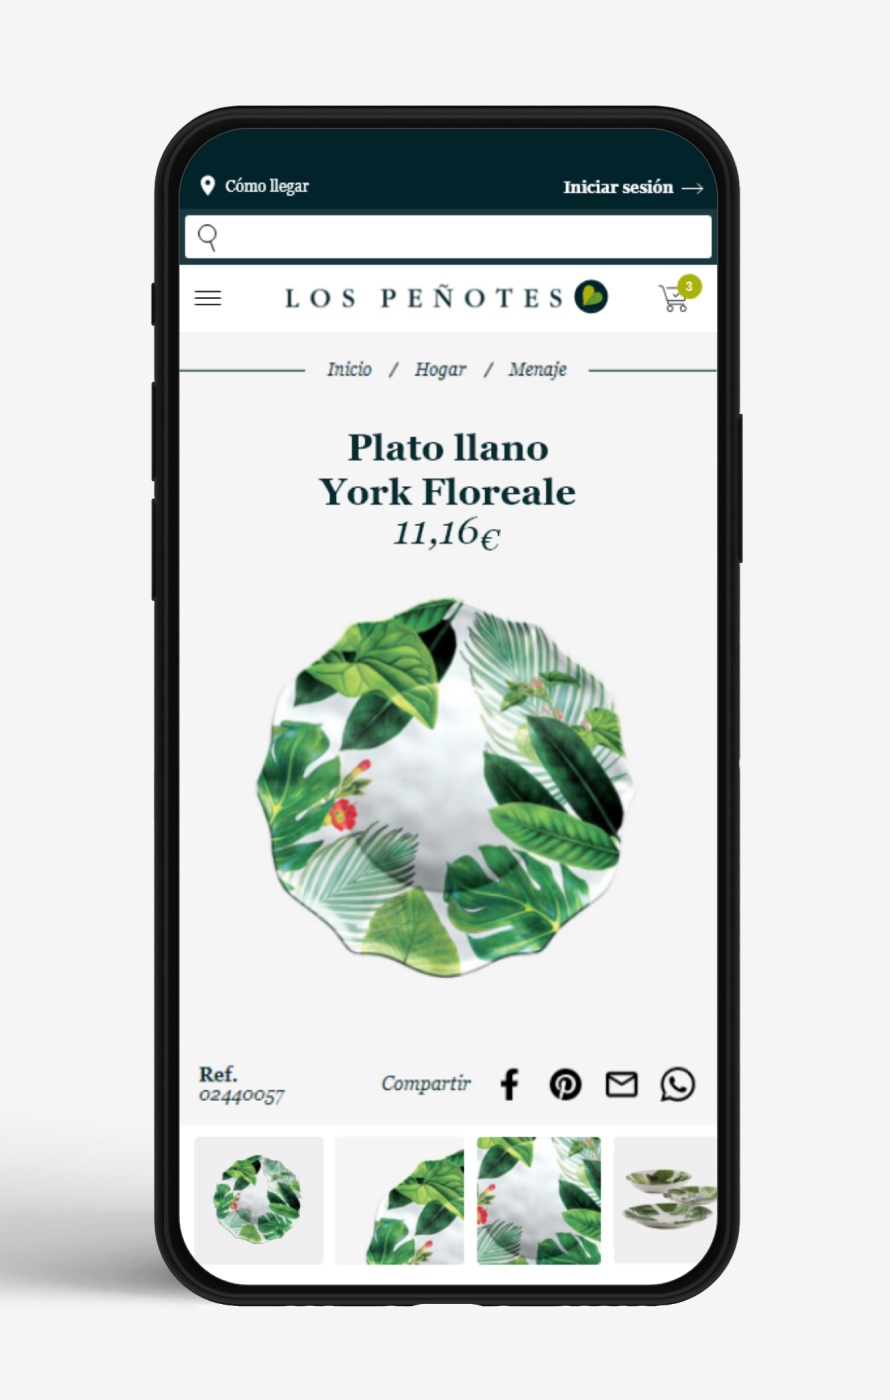 Cómo llegar
Iniciar sesión
LOS PEÑOTES
3
Inicio / Hogar / Menaje
Plato llano
York Floreale
11,16€
Ref.
02440057
Compartir